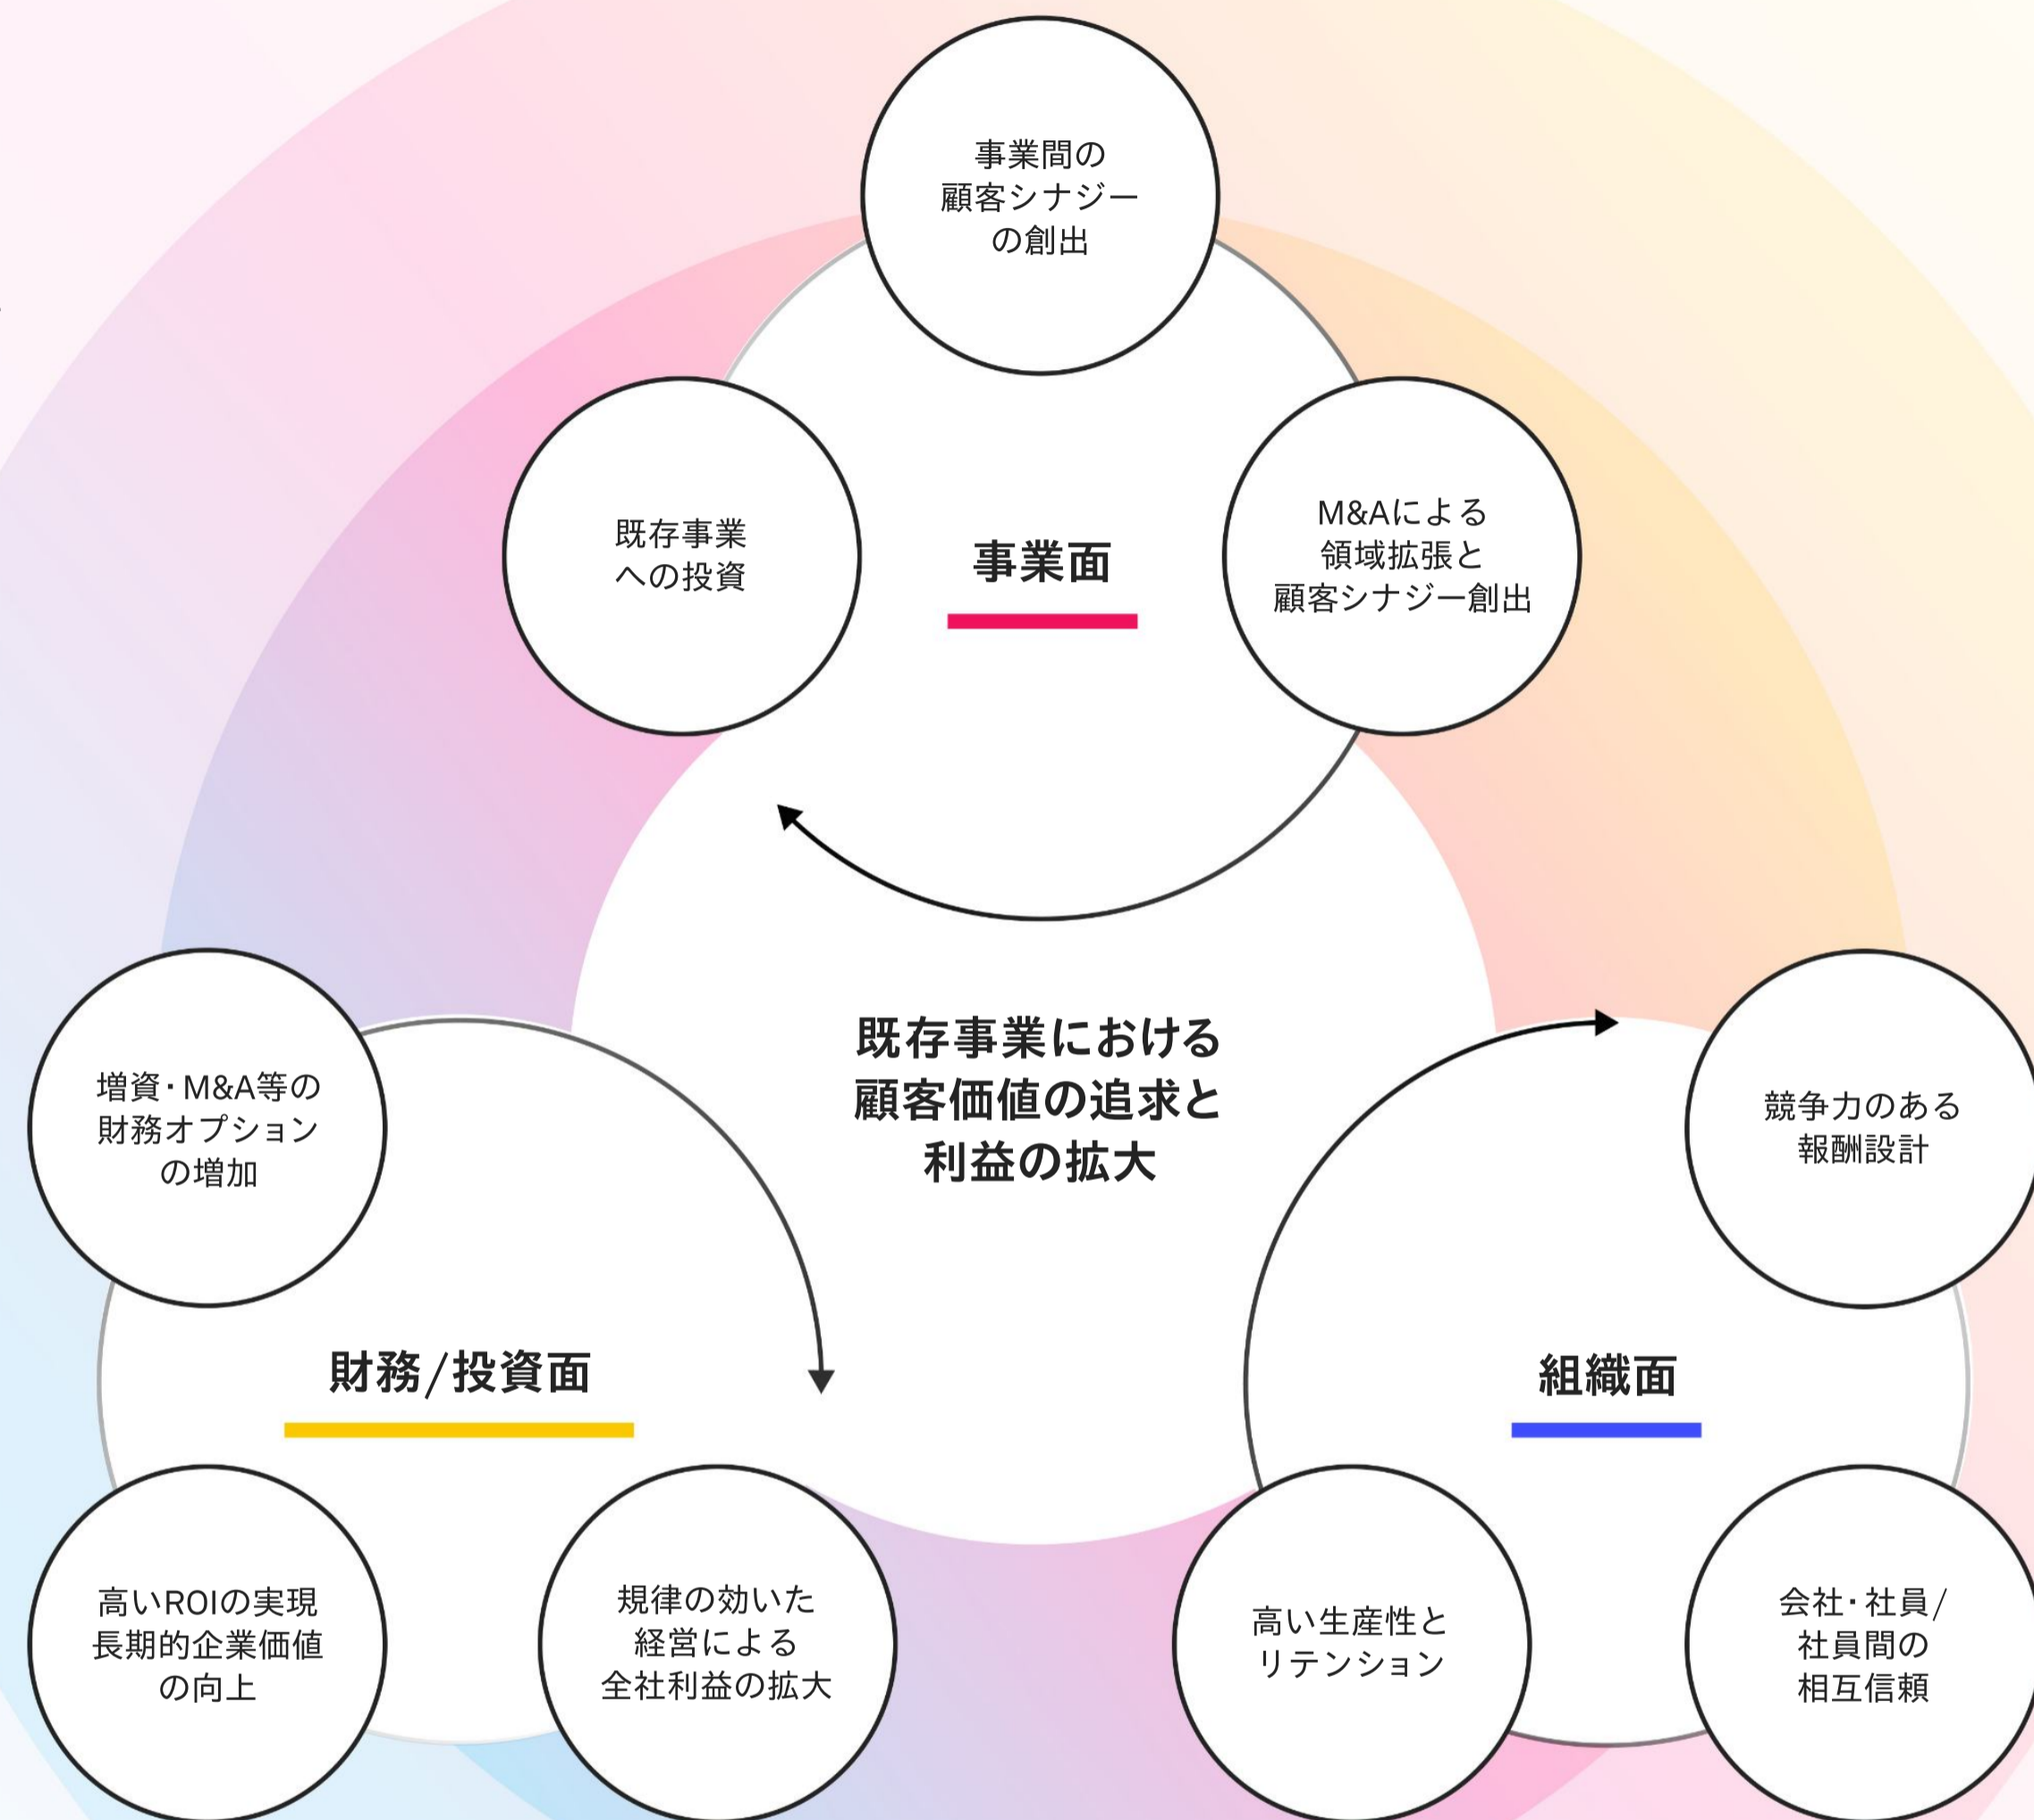 事業間の
顧客シナジー
の創出
既存事業
への投資
事業面
M&Aによる
領域拡張と
顧客シナジー創出
既存事業における
顧客価値の追求と
利益の拡大
増資・M&A等の
財務オプション
の増加
財務/投資面
高いROIの実現
長期的企業価値
の向上
規律の効いた
経営による
全社利益の拡大
競争力のある
報酬設計
組織面
高い生産性と
リテンション
会社・社員/
社員間の
相互信頼